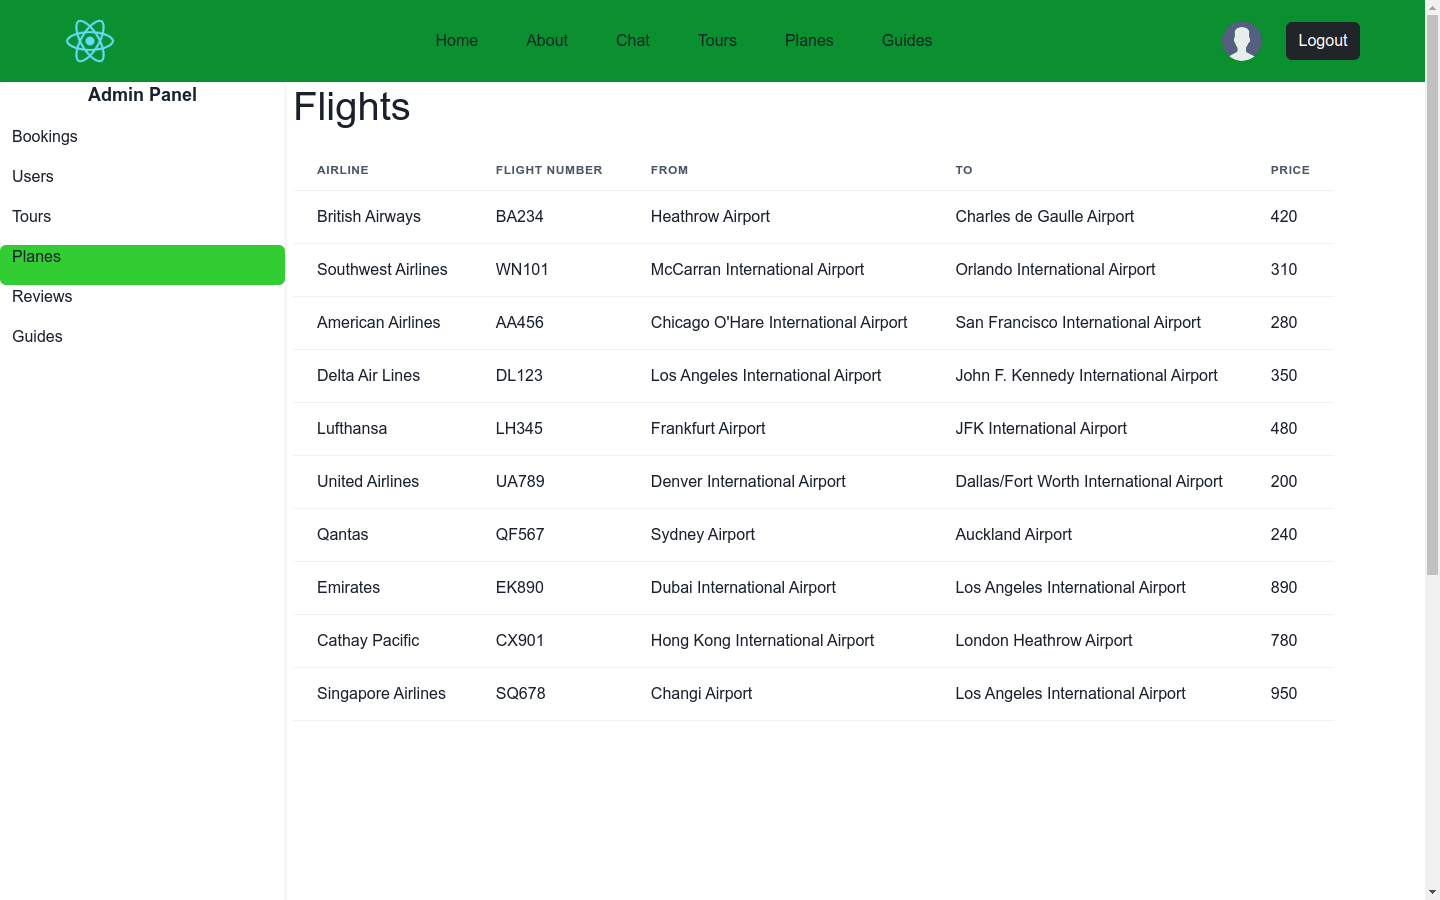 Home About Chat Tours Planes Guides Logout
Admin Panel
Bookings
Users
Tours
Planes
Reviews
Guides
Flights
AIRLINE FLIGHT NUMBER FROM TO PRICE
British Airways BA234 Heathrow Airport Charles de Gaulle Airport 420
Southwest Airlines WN101 McCarran International Airport Orlando International Airport 310
American Airlines AA456 Chicago O'Hare International Airport San Francisco International Airport 280
Delta Air Lines DL123 Los Angeles International Airport John F. Kennedy International Airport 350
Lufthansa LH345 Frankfurt Airport JFK International Airport 480
United Airlines UA789 Denver International Airport Dallas/Fort Worth International Airport 200
Qantas QF567 Sydney Airport Auckland Airport 240
Emirates EK890 Dubai International Airport Los Angeles International Airport 890
Cathay Pacific CX901 Hong Kong International Airport London Heathrow Airport 780
Singapore Airlines SQ678 Changi Airport Los Angeles International Airport 950